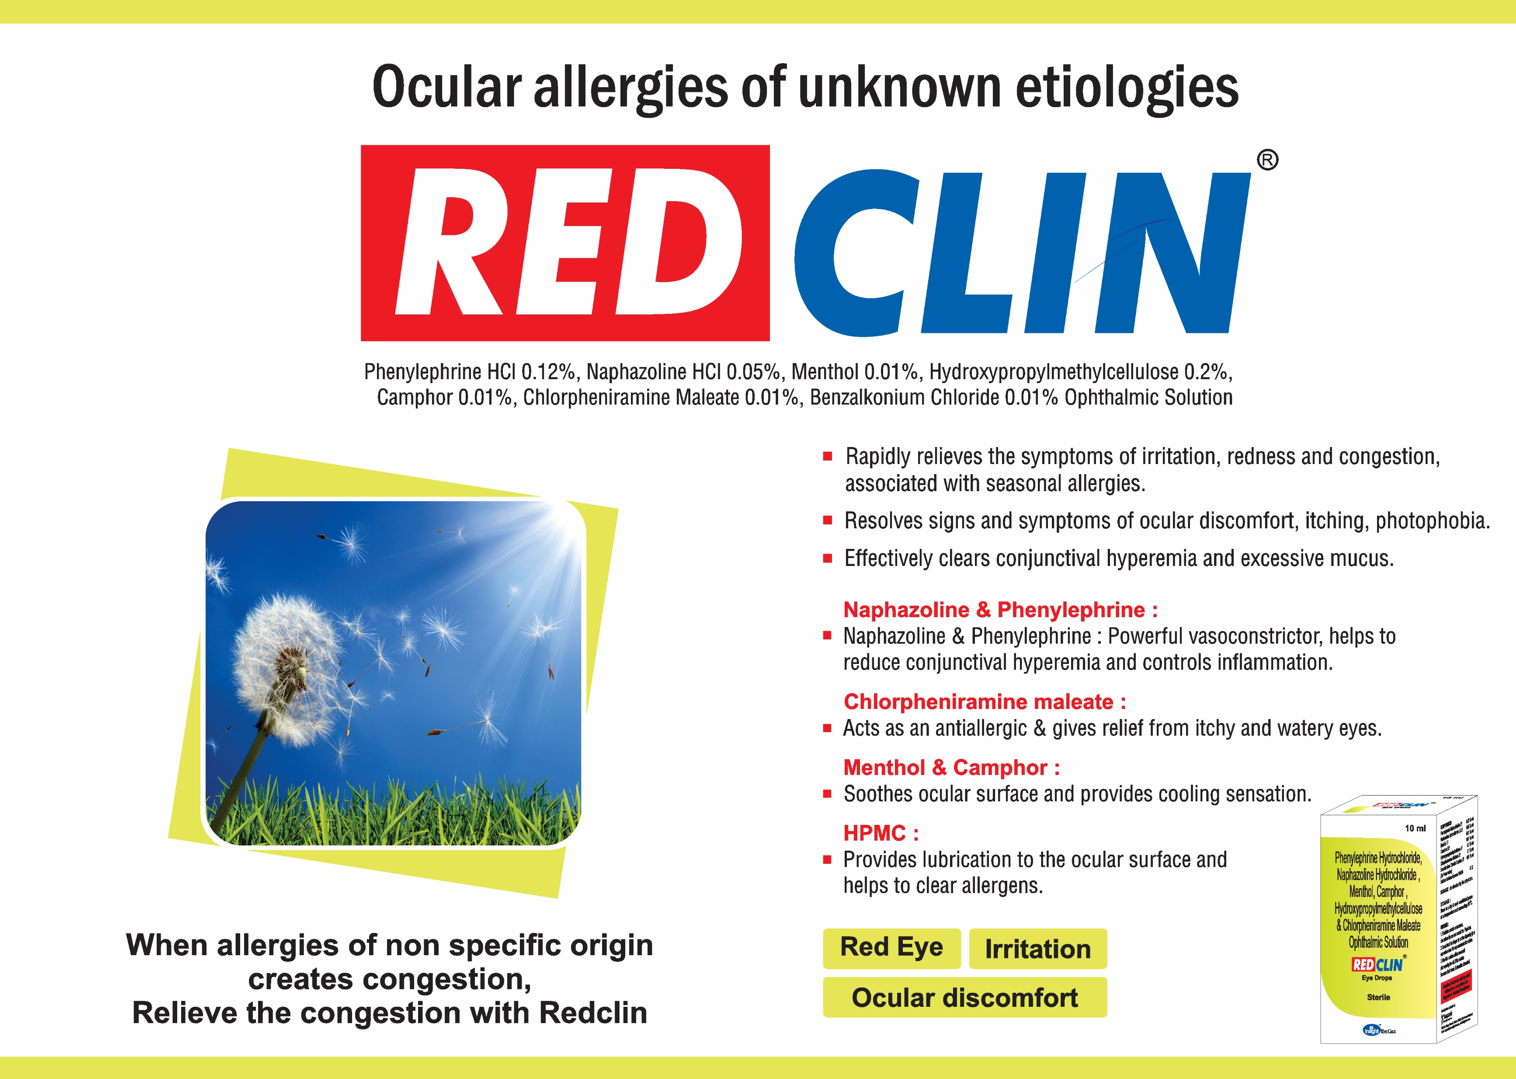 Ocular allergies of unknown etiologies
RED CLIN ®
Phenylephrine HCl 0.12%, Naphazoline HCl 0.05%, Menthol 0.01%, Hydroxypropylmethylcellulose 0.2%,
Camphor 0.01%, Chlorpheniramine Maleate 0.01%, Benzalkonium Chloride 0.01% Ophthalmic Solution
Rapidly relieves the symptoms of irritation, redness and congestion,
associated with seasonal allergies.
Resolves signs and symptoms of ocular discomfort, itching, photophobia.
Effectively clears conjunctival hyperemia and excessive mucus.
Naphazoline & Phenylephrine :
Naphazoline & Phenylephrine : Powerful vasoconstrictor, helps to
reduce conjunctival hyperemia and controls inflammation.
Chlorpheniramine maleate :
Acts as an antiallergic & gives relief from itchy and watery eyes.
Menthol & Camphor :
Soothes ocular surface and provides cooling sensation.
HPMC :
Provides lubrication to the ocular surface and
helps to clear allergens.
When allergies of non specific origin
creates congestion,
Relieve the congestion with Redclin
Red Eye
Irritation
Ocular discomfort
REDCLIN
10 ml
Phenylephrine Hydrochloride,
Naphazoline Hydrochloride ,
Menthol, Camphor ,
Hydroxypropylmethylcellulose
& Chlorpheniramine Maleate
Ophthalmic Solution
REDCLIN ®
Eye Drops
Sterile